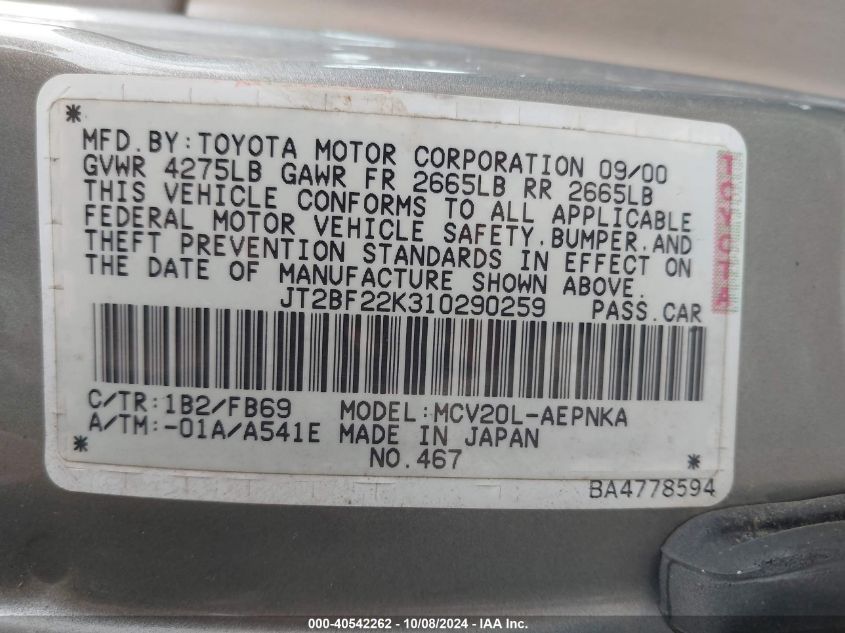 MFD.BY:TOYOTA MOTOR CORPORATION 09/00
GVWR 4275LB GAWR FR 2665LB RR 2665LB
THIS VEHICLE CONFORMS TO ALL APPLICABLE
FEDERAL MOTOR VEHICLE SAFETY,BUMPER,AND
THEFT PREVENTION STANDARDS IN EFFECT ON
THE DATE OF MANUFACTURE SHOWN ABOVE.
JT2BF22K310290259 PASS.CAR
C/TR:1B2/FB69 MODEL:MCV20L-AEPNKA
A/TM:-01A/A541E MADE IN JAPAN
NO.467
BA4778594
TOYOTA
000-40542262 - 10/08/2024 - IAA Inc.